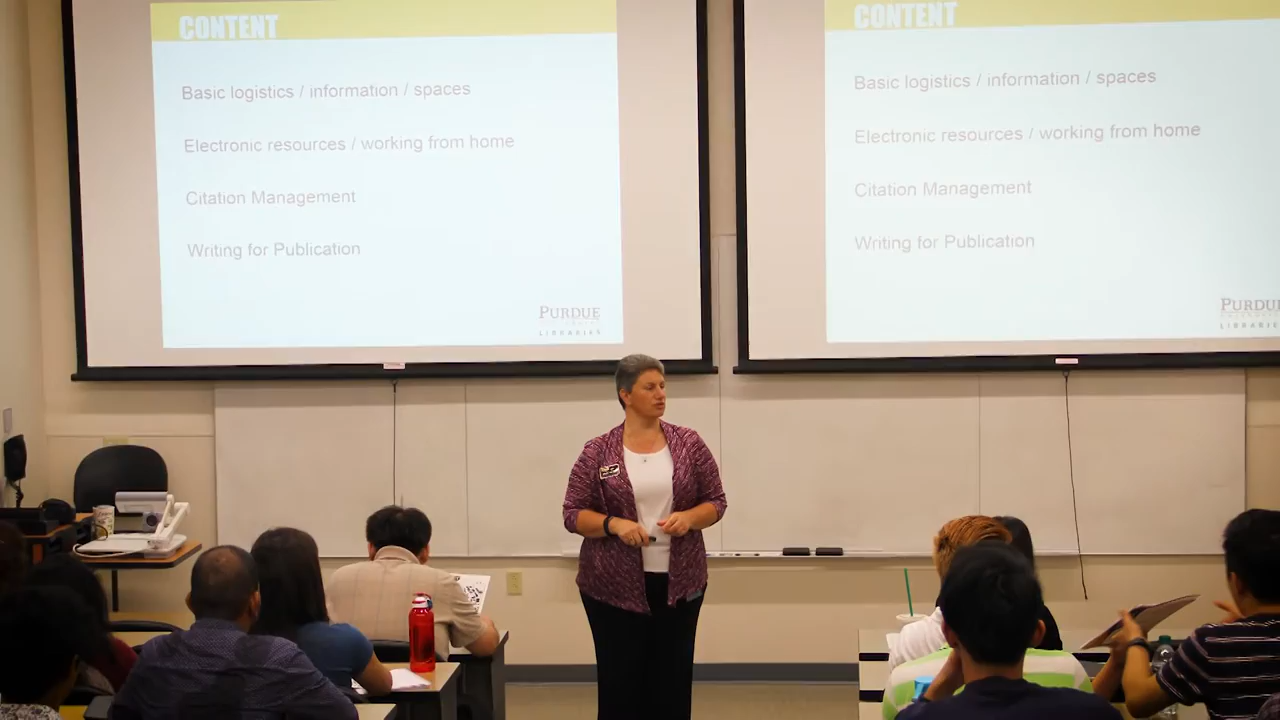 CONTENT
Basic logistics / information / spaces
Electronic resources / working from home
Citation Management
Writing for Publication
PURDUE
LIBRARIES
CONTENT
Basic logistics / information / spaces
Electronic resources / working from home
Citation Management
Writing for Publication
PURDUE
LIBRARIES